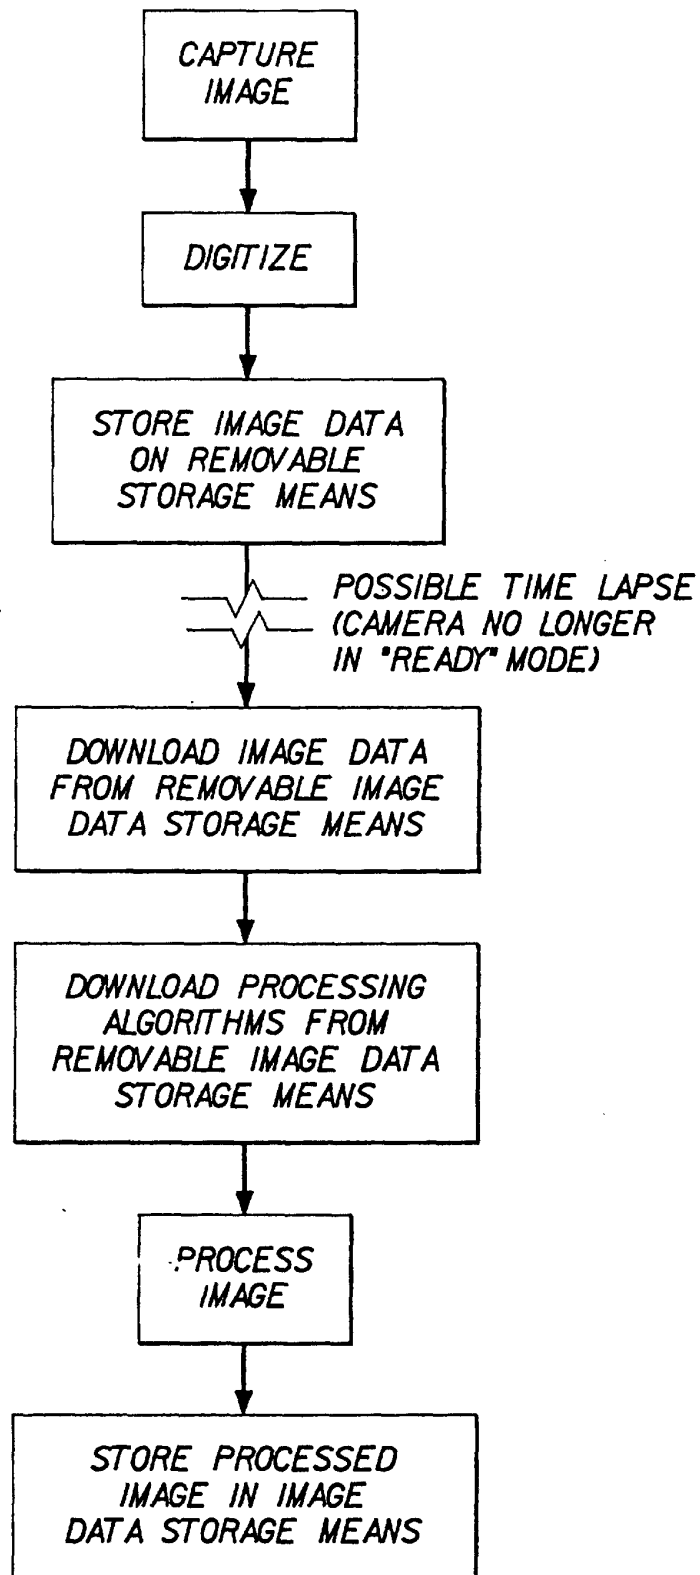 CAPTURE
IMAGE
DIGITIZE
STORE IMAGE DATA
ON REMOVABLE
STORAGE MEANS
POSSIBLE TIME LAPSE
(CAMERA NO LONGER
IN "READY" MODE)
DOWNLOAD IMAGE DATA
FROM REMOVABLE IMAGE
DATA STORAGE MEANS
DOWNLOAD PROCESSING
ALGORITHMS FROM
REMOVABLE IMAGE DATA
STORAGE MEANS
PROCESS
IMAGE
STORE PROCESSED
IMAGE IN IMAGE
DATA STORAGE MEANS